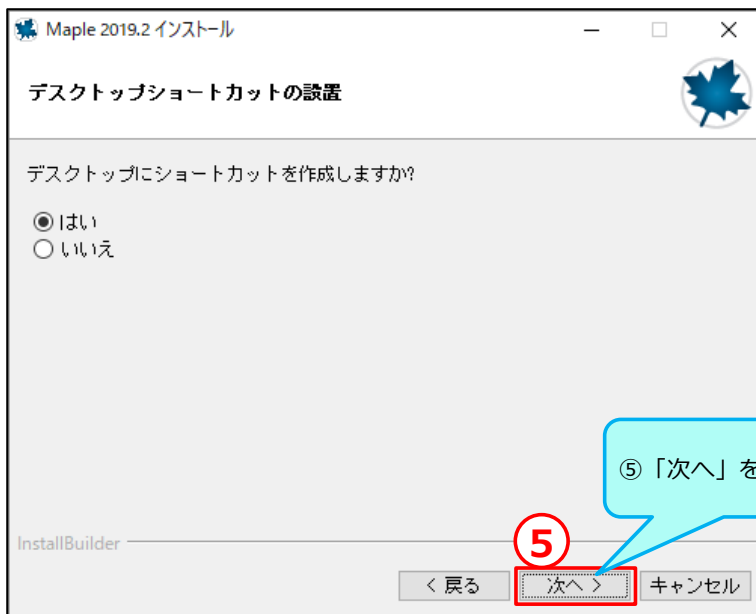 Maple 2019.2 インストール
デスクトップショートカットの設置
デスクトップにショートカットを作成しますか?
はい
いいえ
⑤「次へ」を
InstallBuilder
⑤
< 戻る 次へ > キャンセル